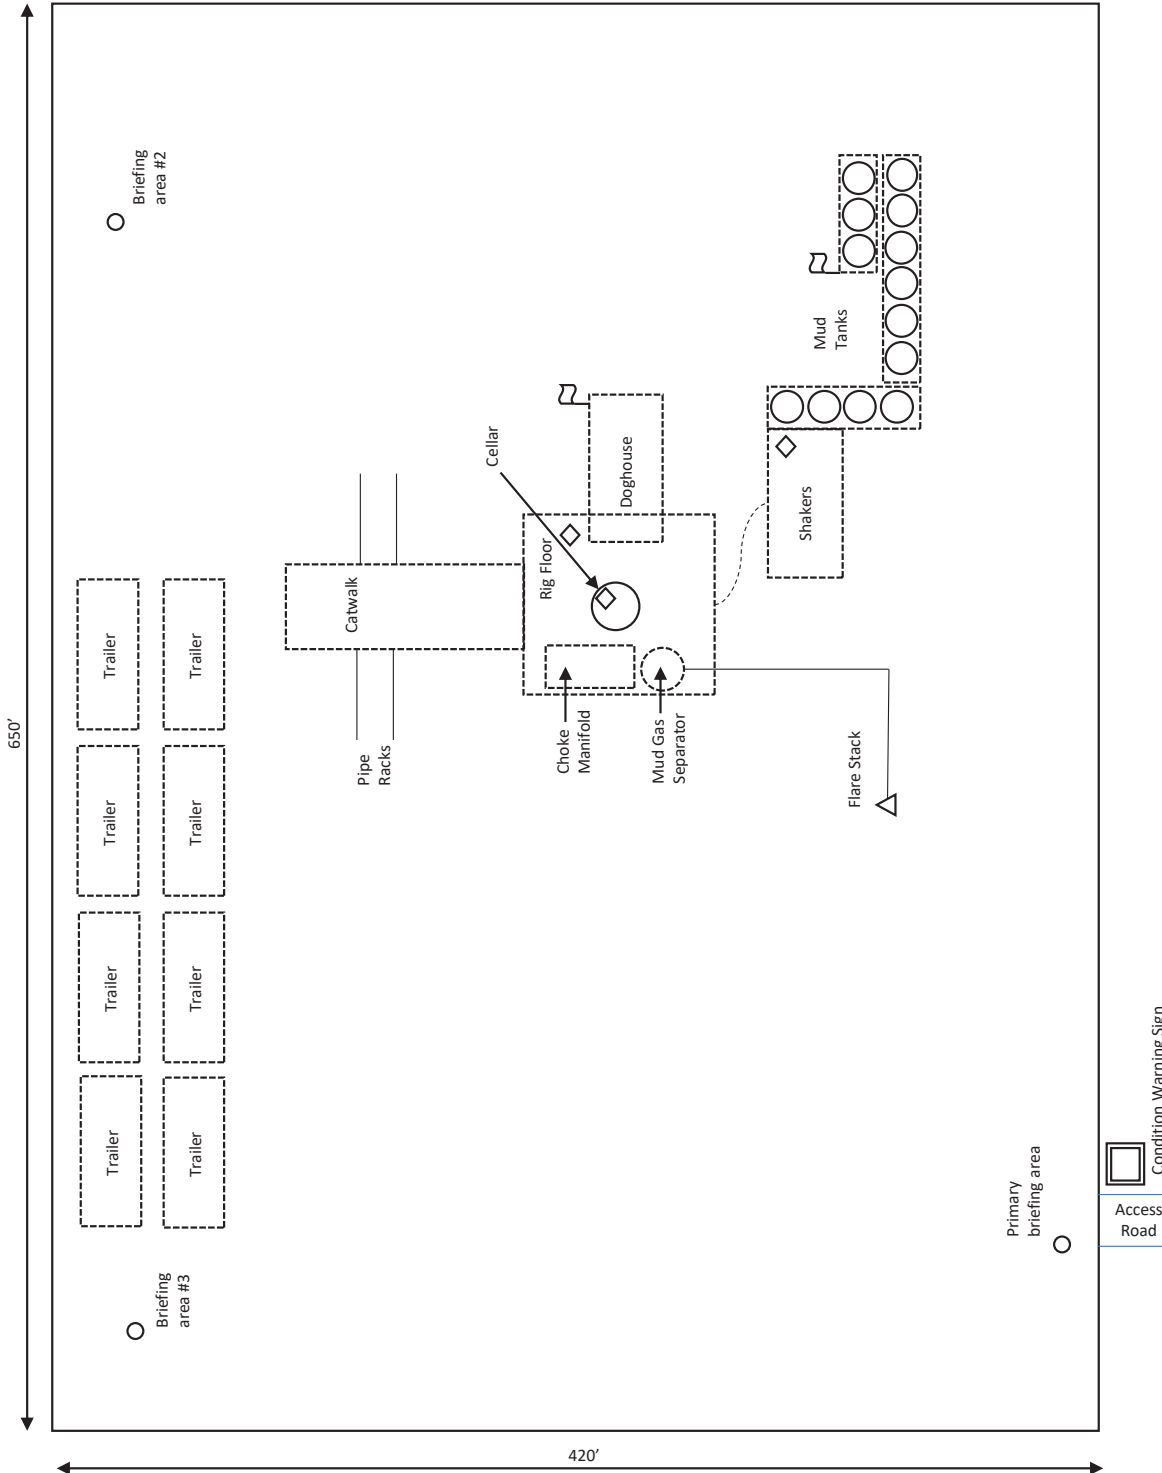 650’
Briefing
area #2
Mud
Tanks
Cellar
Doghouse
Shakers
Rig Floor
Catwalk
Trailer
Trailer
Pipe
Racks
Choke
Manifold
Mud Gas
Separator
Flare Stack
Trailer
Trailer
Trailer
Trailer
Trailer
Trailer
Briefing
area #3
Primary
briefing area
Condition Warning Sign
Access
Road
420’